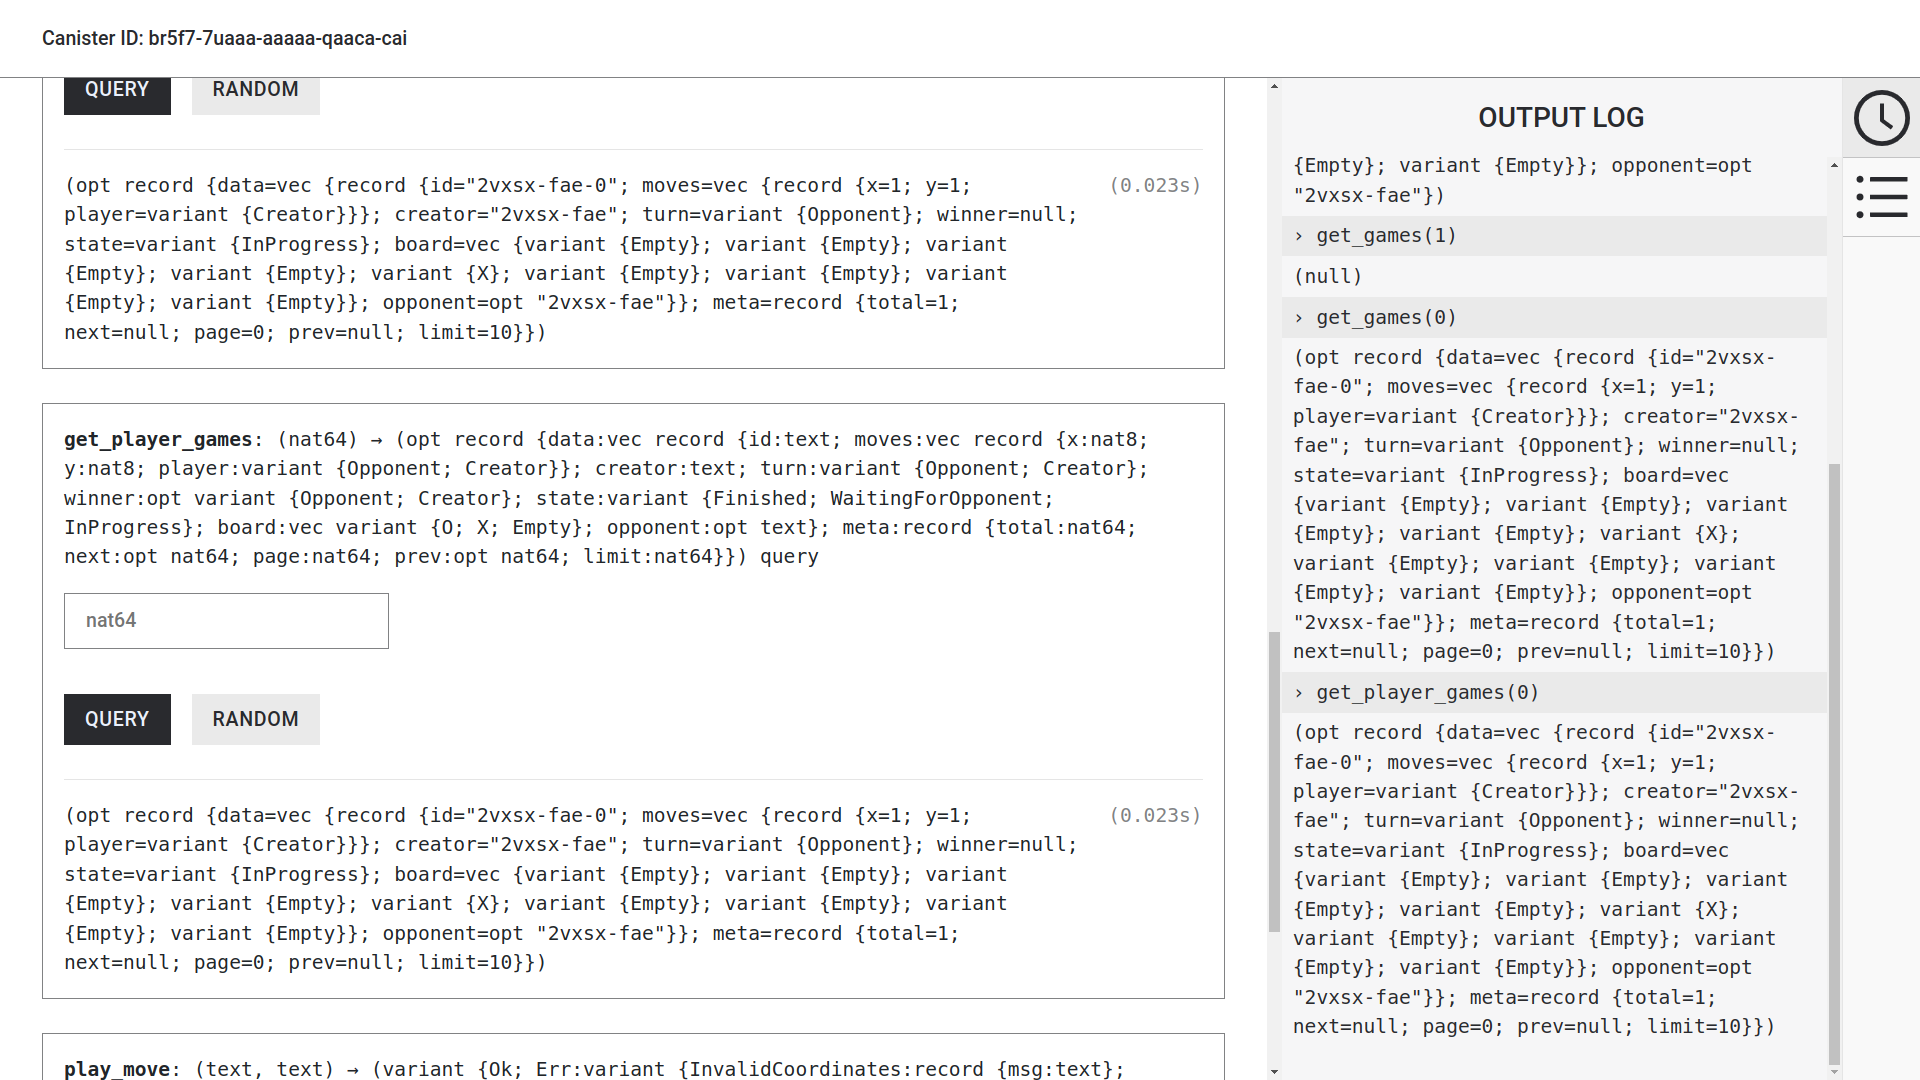 Canister ID: br5f7-7uaaa-aaaaa-qaaca-cai
QUERY
RANDOM
(opt record {data=vec {record {id="2vxsx-fae-0"; moves=vec {record {x=1; y=1;
(0.023s)
player=variant {Creator}}}; creator="2vxsx-fae"; turn=variant {Opponent}; winner=null;
state=variant {InProgress}; board=vec {variant {Empty}; variant {Empty}; variant
{Empty}; variant {Empty}; variant {X}; variant {Empty}; variant {Empty}; variant
{Empty}; variant {Empty}}; opponent=opt "2vxsx-fae"}}; meta=record {total=1;
next=null; page=0; prev=null; limit=10}})
get_player_games: (nat64) → (opt record {data:vec record {id:text; moves:vec record {x:nat8;
y:nat8; player:variant {Opponent; Creator}}; creator:text; turn:variant {Opponent; Creator};
winner:opt variant {Opponent; Creator}; state:variant {Finished; WaitingForOpponent;
InProgress}; board:vec variant {O; X; Empty}; opponent:opt text}; meta:record {total:nat64;
next:opt nat64; page:nat64; prev:opt nat64; limit:nat64}}) query
nat64
QUERY
RANDOM
(opt record {data=vec {record {id="2vxsx-fae-0"; moves=vec {record {x=1; y=1;
(0.023s)
player=variant {Creator}}}; creator="2vxsx-fae"; turn=variant {Opponent}; winner=null;
state=variant {InProgress}; board=vec {variant {Empty}; variant {Empty}; variant
{Empty}; variant {Empty}; variant {X}; variant {Empty}; variant {Empty}; variant
{Empty}; variant {Empty}}; opponent=opt "2vxsx-fae"}}; meta=record {total=1;
next=null; page=0; prev=null; limit=10}})
play_move: (text, text) → (variant {Ok; Err:variant {InvalidCoordinates:record {msg:text};
OUTPUT LOG
{Empty}; variant {Empty}}; opponent=opt
"2vxsx-fae"})
› get_games(1)
(null)
› get_games(0)
(opt record {data=vec {record {id="2vxsx-
fae-0"; moves=vec {record {x=1; y=1;
player=variant {Creator}}}; creator="2vxsx-
fae"; turn=variant {Opponent}; winner=null;
state=variant {InProgress}; board=vec
{variant {Empty}; variant {Empty}; variant
{Empty}; variant {Empty}; variant {X};
variant {Empty}; variant {Empty}; variant
{Empty}; variant {Empty}}; opponent=opt
"2vxsx-fae"}}; meta=record {total=1;
next=null; page=0; prev=null; limit=10}})
› get_player_games(0)
(opt record {data=vec {record {id="2vxsx-
fae-0"; moves=vec {record {x=1; y=1;
player=variant {Creator}}}; creator="2vxsx-
fae"; turn=variant {Opponent}; winner=null;
state=variant {InProgress}; board=vec
{variant {Empty}; variant {Empty}; variant
{Empty}; variant {Empty}; variant {X};
variant {Empty}; variant {Empty}; variant
{Empty}; variant {Empty}}; opponent=opt
"2vxsx-fae"}}; meta=record {total=1;
next=null; page=0; prev=null; limit=10}})